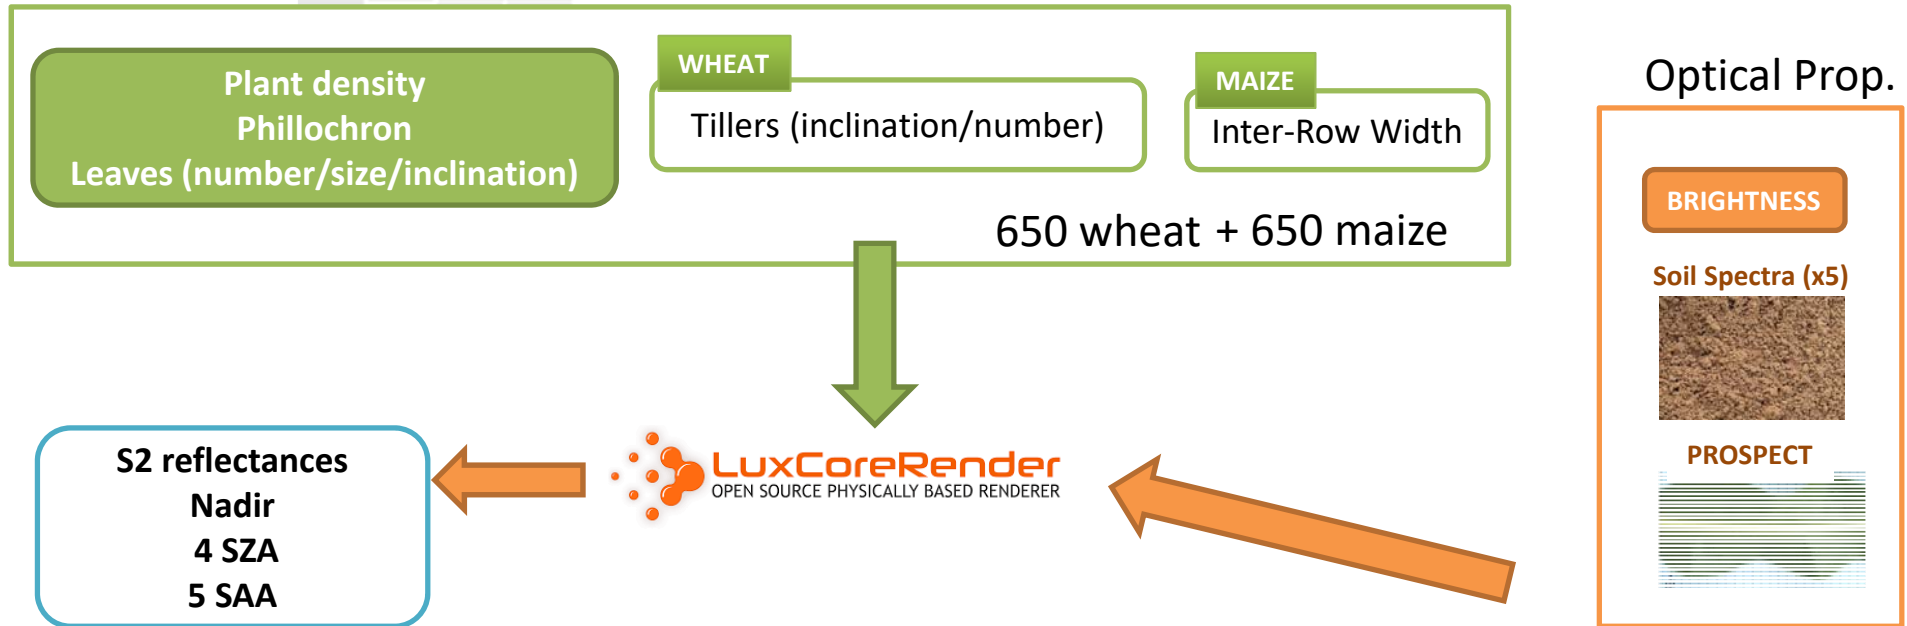 Plant density
Phillochron
Leaves (number/size/inclination)
WHEAT
Tillers (inclination/number)
MAIZE
Inter-Row Width
650 wheat + 650 maize
Optical Prop.
BRIGHTNESS
Soil Spectra (x5)
PROSPECT
S2 reflectances
Nadir
4 SZA
5 SAA
LuxCoreRender
OPEN SOURCE PHYSICALLY BASED RENDERER